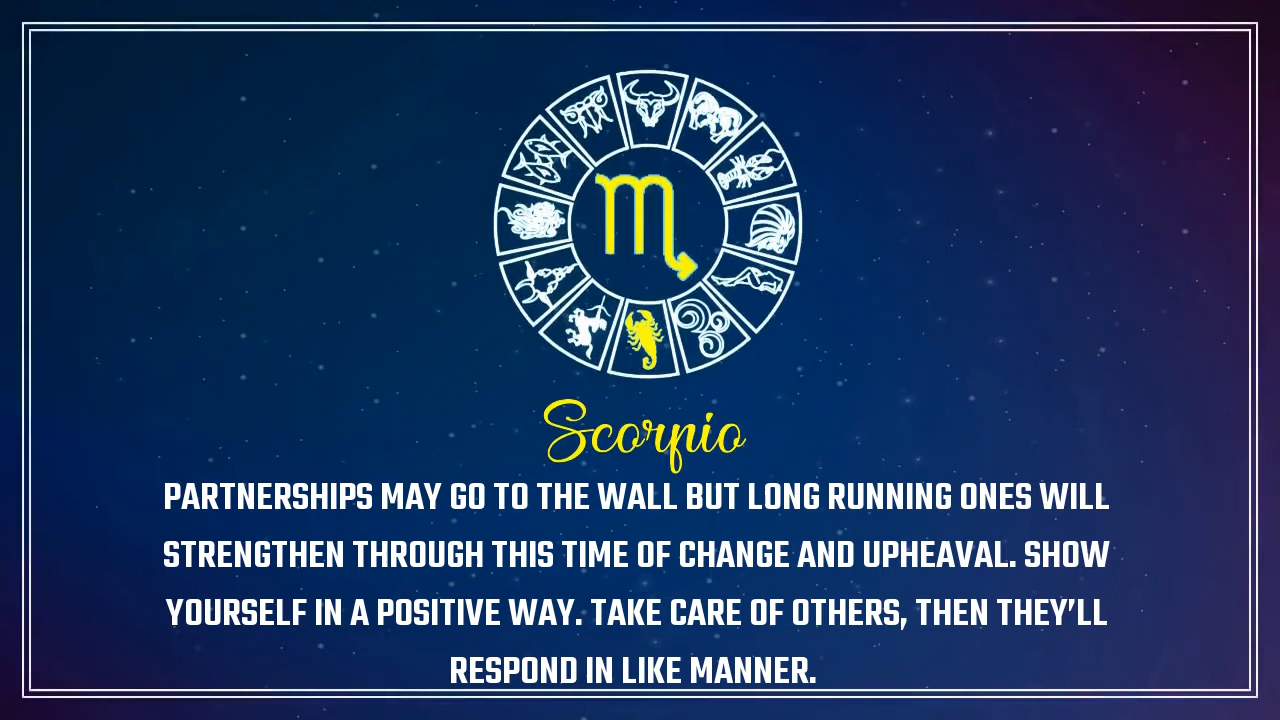 Scorpio
PARTNERSHIPS MAY GO TO THE WALL BUT LONG RUNNING ONES WILL
STRENGTHEN THROUGH THIS TIME OF CHANGE AND UPHEAVAL. SHOW
YOURSELF IN A POSITIVE WAY. TAKE CARE OF OTHERS, THEN THEY’LL
RESPOND IN LIKE MANNER.